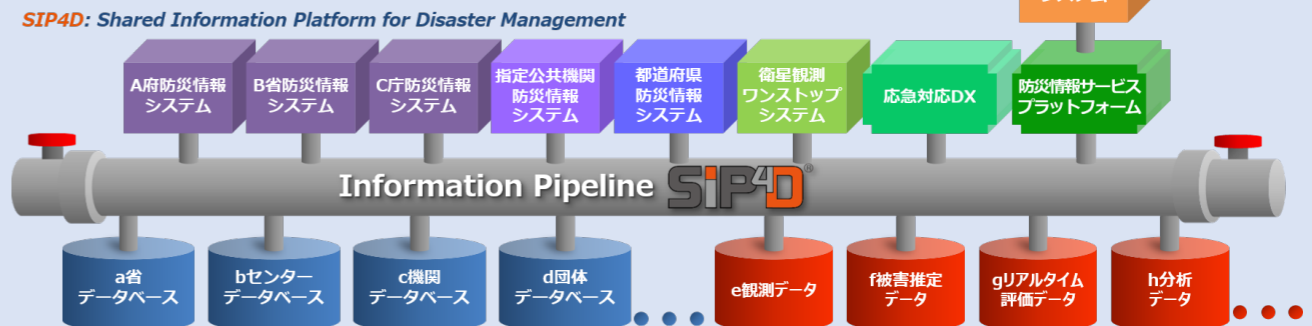 SIP4D: Shared Information Platform for Disaster Management
システム
A府防災情報
システム
B省防災情報
システム
C庁防災情報
システム
指定公共機関
防災情報
システム
都道府県
防災情報
システム
衛星観測
ワンストップ
システム
応急対応DX
防災情報サービス
プラットフォーム
Information Pipeline SIP4D®
a省
データベース
bセンター
データベース
c機関
データベース
d団体
データベース
e観測データ
f被害推定
データ
gリアルタイム
評価データ
h分析
データ